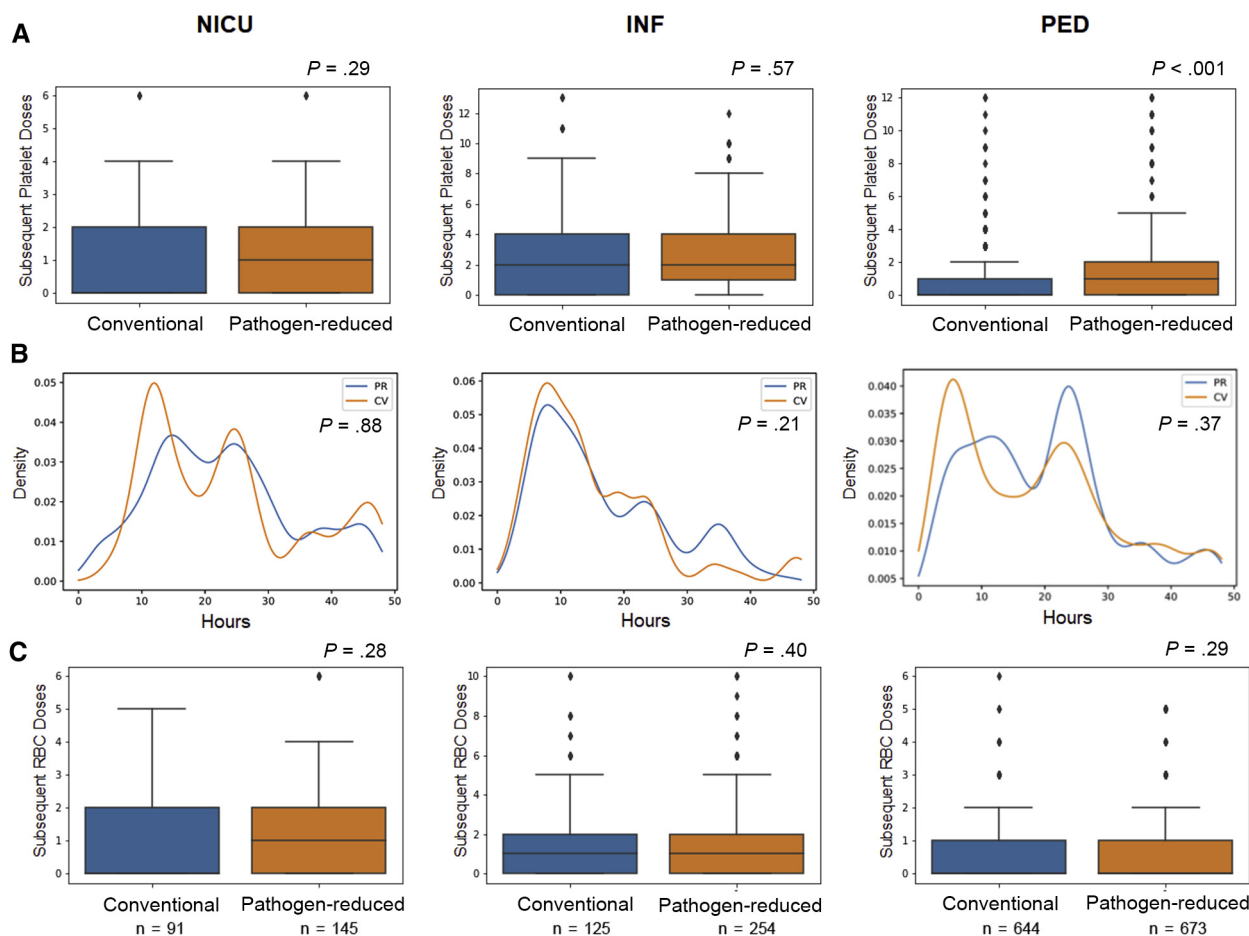 NICU INF PED
A
P = .29 P = .57 P < .001
Subsequent Platelet Doses
6
5
4
3
2
1
0
Conventional Pathogen-reduced
Subsequent Platelet Doses
12
10
8
6
4
2
0
Conventional Pathogen-reduced
Subsequent Platelet Doses
12
10
8
6
4
2
0
Conventional Pathogen-reduced
B
Density
0.05
0.04
0.03
0.02
0.01
0.00
PR
CV
P = .88
0 10 20 30 40 50
Hours
Density
0.06
0.05
0.04
0.03
0.02
0.01
0.00
PR
CV
P = .21
0 10 20 30 40 50
Hours
Density
0.040
0.035
0.030
0.025
0.020
0.015
0.010
0.005
PR
CV
P = .37
0 10 20 30 40 50
Hours
C
P = .28 P = .40 P = .29
Subsequent RBC Doses
6
5
4
3
2
1
0
Conventional Pathogen-reduced
n = 91 n = 145
Subsequent RBC Doses
10
8
6
4
2
0
Conventional Pathogen-reduced
n = 125 n = 254
Subsequent RBC Doses
6
5
4
3
2
1
0
Conventional Pathogen-reduced
n = 644 n = 673